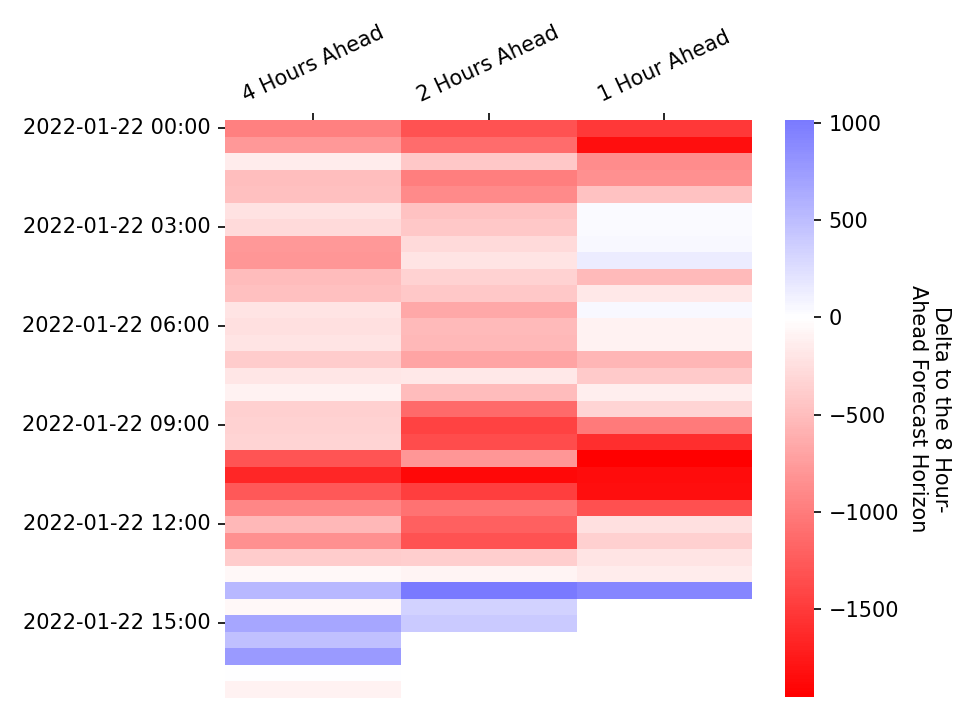 4 Hours Ahead
2 Hours Ahead
1 Hour Ahead
2022-01-22 00:00
2022-01-22 03:00
2022-01-22 06:00
2022-01-22 09:00
2022-01-22 12:00
2022-01-22 15:00
1000
500
0
−500
−1000
−1500
Delta to the 8 Hour-
Ahead Forecast Horizon